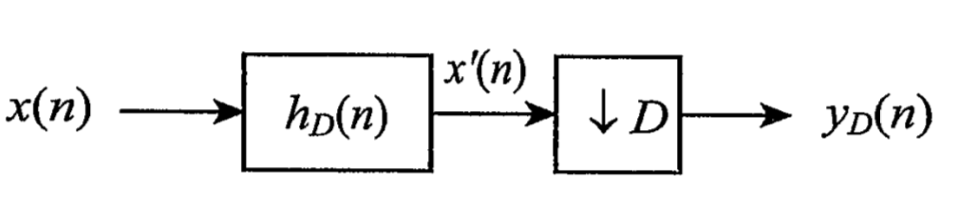 x(n) h_D(n) x'(n) ↓ D y_D(n)